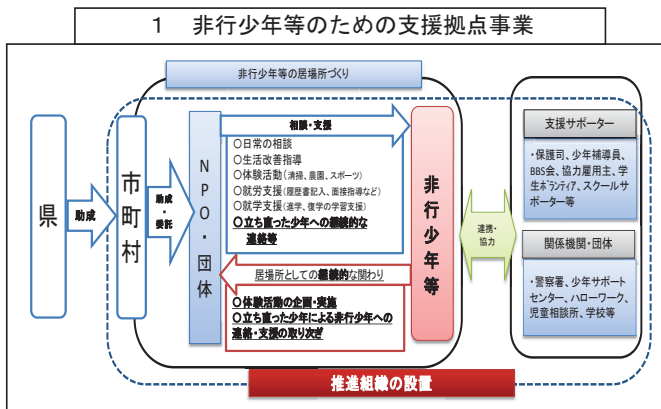 1 非行少年等のための支援拠点事業
非行少年等の居場所づくり
県
助成
市町村
助成・
委託
NPO・団体
相談・支援
○日常の相談
○生活改善指導
○体験活動(清掃、農園、スポーツ)
○就労支援(履歴書記入、面接指導など)
○就学支援(進学、復学の学習支援)
○立ち直った少年への継続的な
連絡等
居場所としての継続的な関わり
○体験活動の企画・実施
○立ち直った少年による非行少年への
連絡・支援の取り次ぎ
非行少年等
連携・
協力
支援サポーター
・保護司、少年補導員、
BBS会、協力雇用主、学
生ボランティア、スクールサ
ポーター等
関係機関・団体
・警察署、少年サポート
センター、ハローワーク、
児童相談所、学校等
推進組織の設置